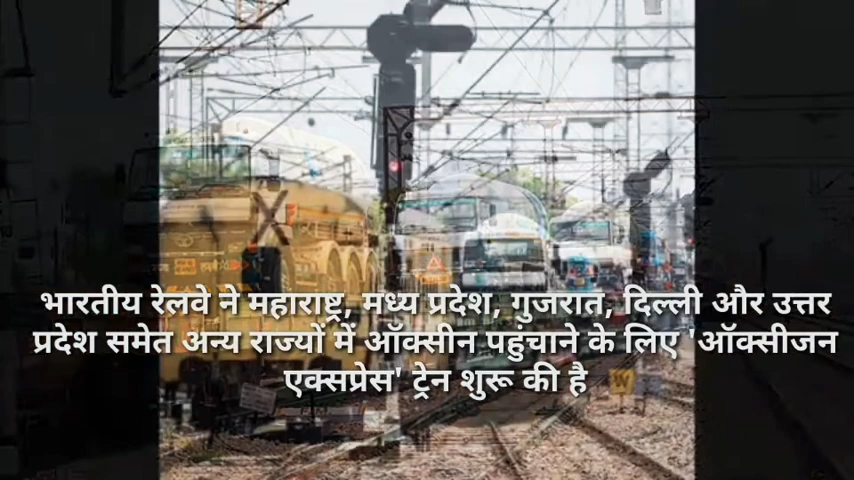 भारतीय रेलवे ने महाराष्ट्र, मध्य प्रदेश, गुजरात, दिल्ली और उत्तर
प्रदेश समेत अन्य राज्यों में ऑक्सीन पहुंचाने के लिए 'ऑक्सीजन
एक्सप्रेस' ट्रेन शुरू की है
W